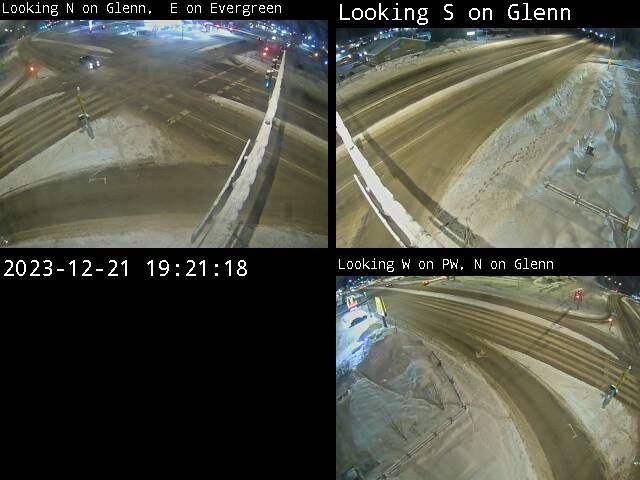 Looking N on Glenn,  E on Evergreen
Looking S on Glenn
2023-12-21 19:21:18
Looking W on PW, N on Glenn